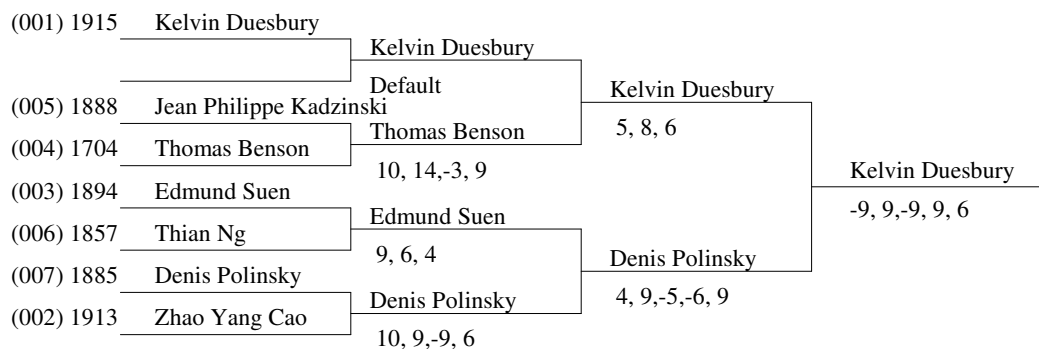 (001) 1915 Kelvin Duesbury
Kelvin Duesbury
Default
Kelvin Duesbury
(005) 1888 Jean Philippe Kadzinski
5, 8, 6
Thomas Benson
(004) 1704 Thomas Benson
10, 14,-3, 9
Kelvin Duesbury
(003) 1894 Edmund Suen
-9, 9,-9, 9, 6
Edmund Suen
(006) 1857 Thian Ng
9, 6, 4
Denis Polinsky
(007) 1885 Denis Polinsky
4, 9,-5,-6, 9
Denis Polinsky
(002) 1913 Zhao Yang Cao
10, 9,-9, 6